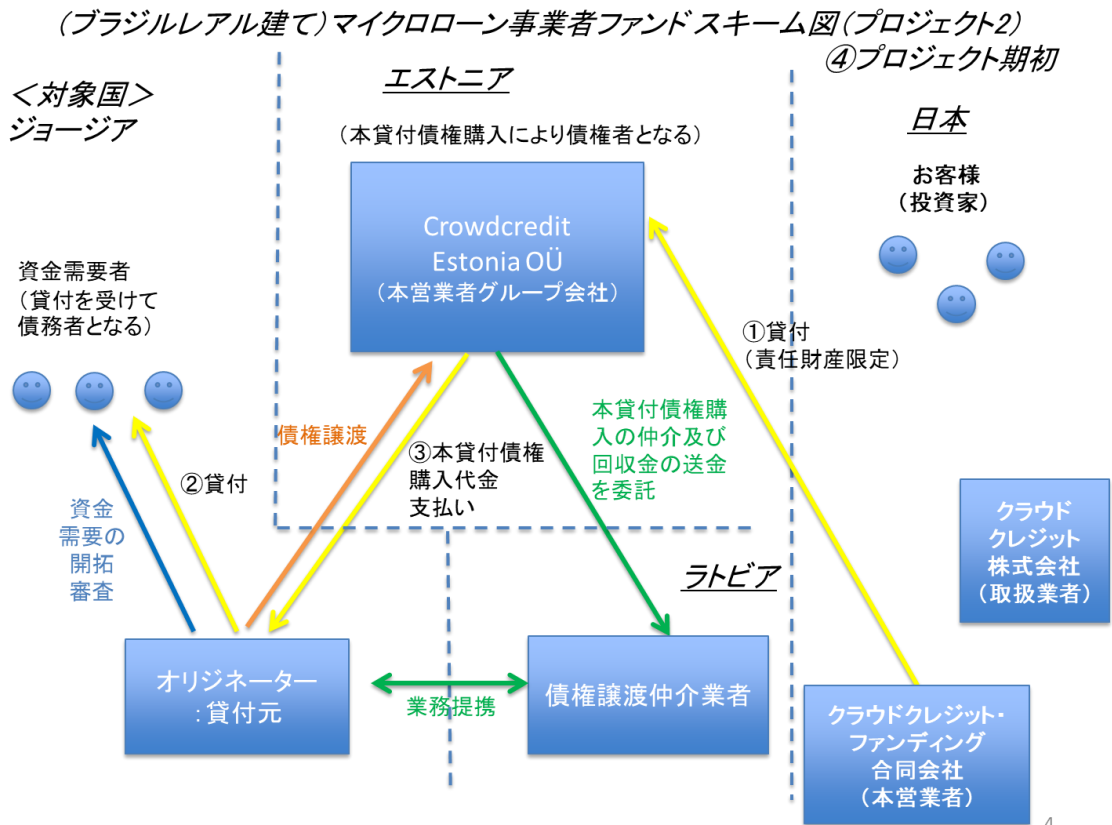 (ブラジルレアル建て)マイクロローン事業者ファンド スキーム図(プロジェクト2)
④プロジェクト期初
＜対象国＞
ジョージア
エストニア
日本
(本貸付債権購入により債権者となる)
お客様
(投資家)
Crowdcredit
Estonia OÜ
(本営業者グループ会社)
資金需要者
(貸付を受けて
債務者となる)
①貸付
(責任財産限定)
債権譲渡
③本貸付債権
購入代金
支払い
本貸付債権購
入の仲介及び
回収金の送金
を委託
②貸付
資金
需要の
開拓
審査
クラウド
クレジット
株式会社
(取扱業者)
ラトビア
オリジネーター
:貸付元
業務提携
債権譲渡仲介業者
クラウドクレジット・
ファンディング
合同会社
(本営業者)